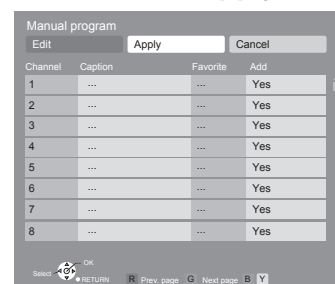 Manual program
Edit Apply Cancel
Channel Caption Favorite Add
1 ... ... Yes
2 ... ... Yes
3 ... ... Yes
4 ... ... Yes
5 ... ... Yes
6 ... ... Yes
7 ... ... Yes
8 ... ... Yes
OK
Select
RETURN R Prev. page G Next page B Y